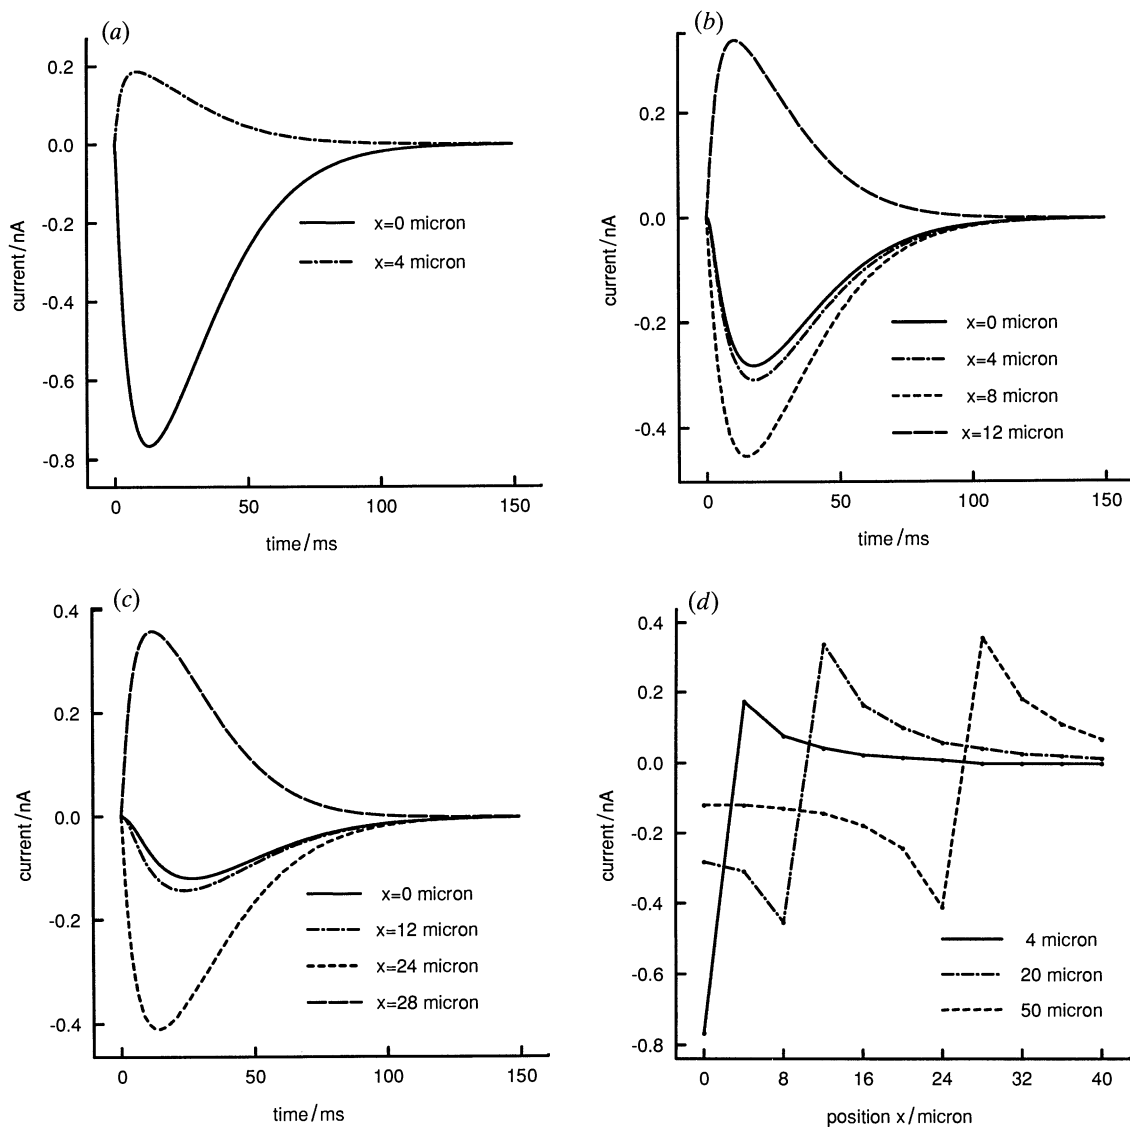 (a)
0.2
0.0
-0.2
-0.4
-0.6
-0.8
current/nA
x=0 micron
x=4 micron
0 50 100 150
time/ms
(b)
0.2
0.0
-0.2
-0.4
current/nA
x=0 micron
x=4 micron
x=8 micron
x=12 micron
0 50 100 150
time/ms
(c)
0.4
0.2
0.0
-0.2
-0.4
current/nA
x=0 micron
x=12 micron
x=24 micron
x=28 micron
0 50 100 150
time/ms
(d)
0.4
0.2
0.0
-0.2
-0.4
-0.6
-0.8
current/nA
4 micron
20 micron
50 micron
0 8 16 24 32 40
position x/micron